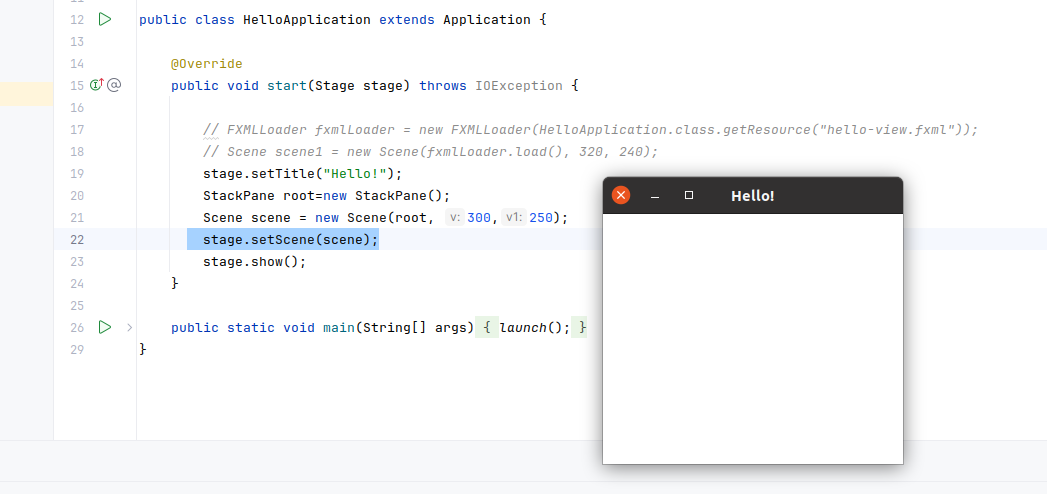 12 public class HelloApplication extends Application {
13
14 @Override
15 public void start(Stage stage) throws IOException {
16
17 // FXMLLoader fxmlLoader = new FXMLLoader(HelloApplication.class.getResource("hello-view.fxml"));
18 // Scene scene1 = new Scene(fxmlLoader.load(), 320, 240);
19 stage.setTitle("Hello!");
20 StackPane root=new StackPane();
21 Scene scene = new Scene(root, v: 300, v1: 250);
22 stage.setScene(scene);
23 stage.show();
24 }
25
26 public static void main(String[] args) { launch(); }
29 }
Hello!